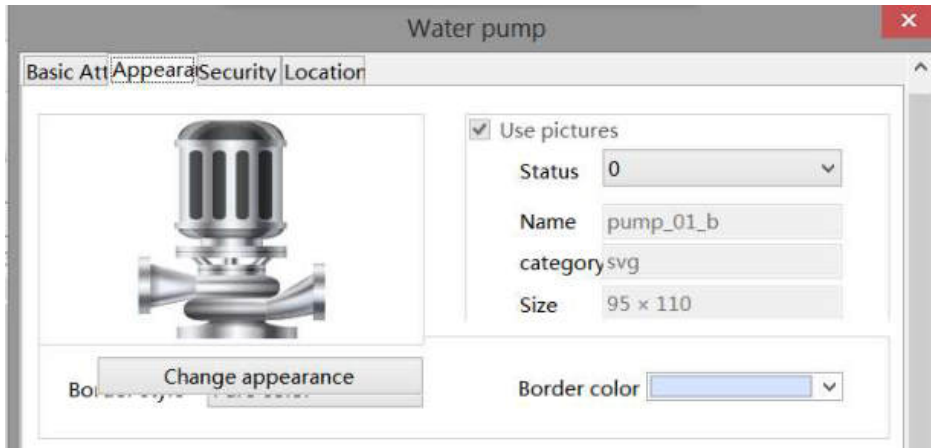 Water pump
Basic Att Appeara Security Location
Use pictures
Status 0
Name pump_01_b
category svg
Size 95 × 110
Change appearance
Border color